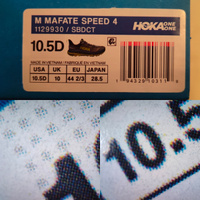 M MAFATE SPEED 4
1129930 / SBDCT
HOKA ONE ONE
10.5D
MADE IN VIETNAM / FABRIQUÉ AU VIETNAM
USA UK EU JAPAN
10.5D 10 44 2/3 28.5
10.5